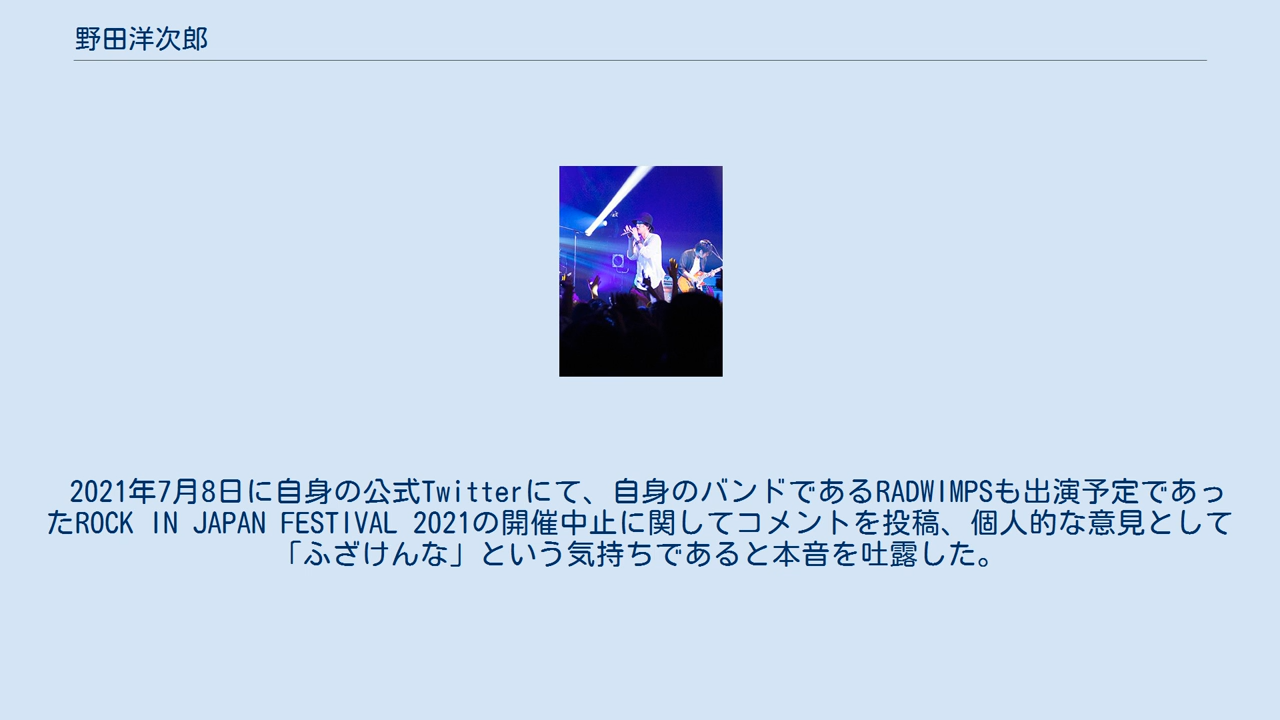 野田洋次郎
2021年7月8日に自身の公式Twitterにて、自身のバンドであるRADWIMPSも出演予定であっ
たROCK IN JAPAN FESTIVAL 2021の開催中止に関してコメントを投稿、個人的な意見として
「ふざけんな」という気持ちであると本音を吐露した。